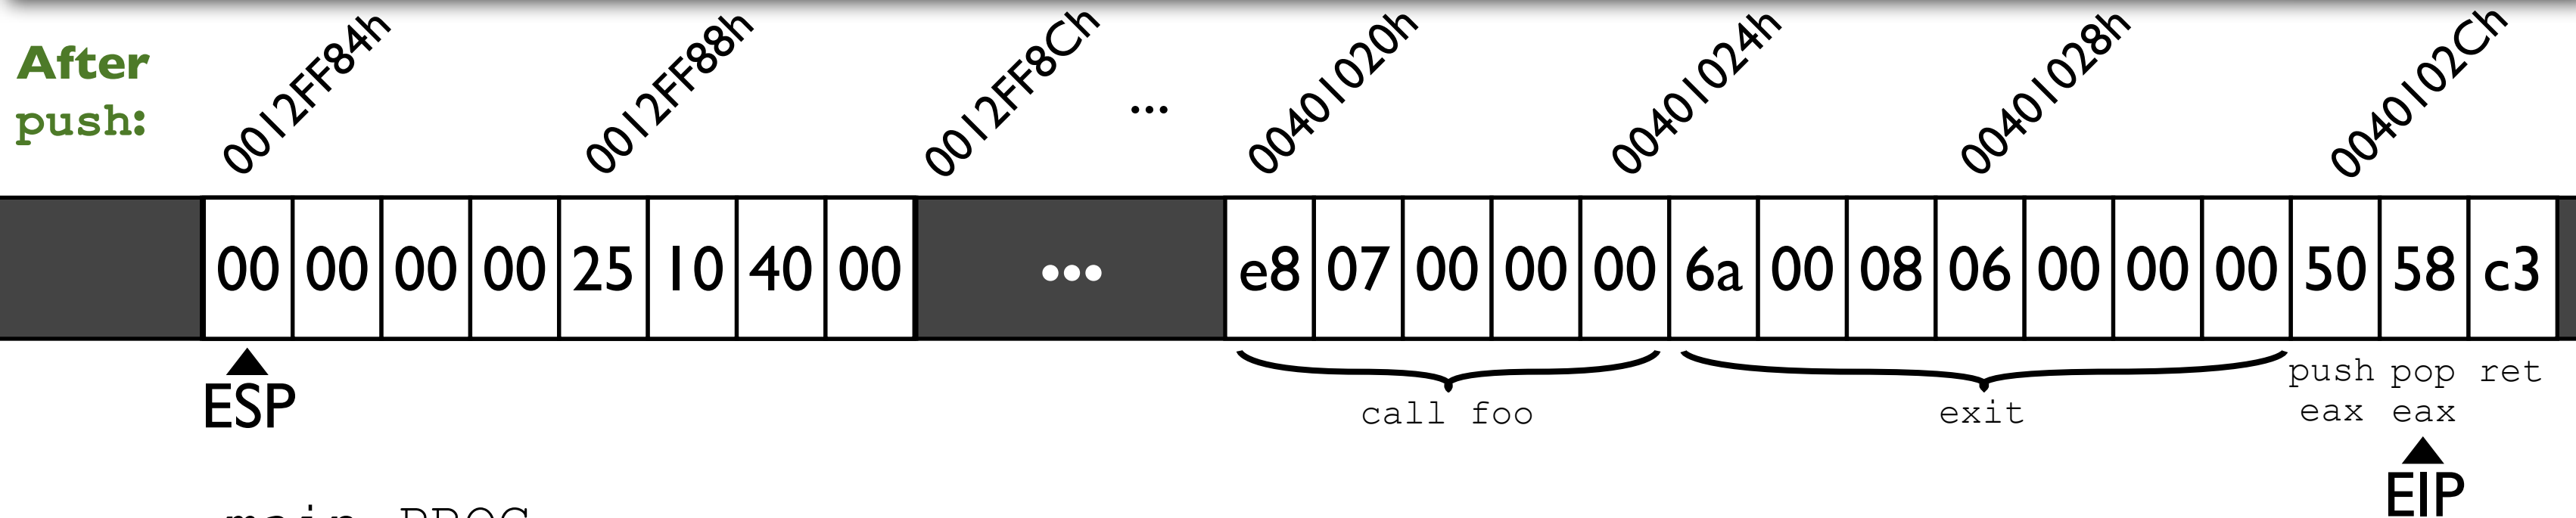 After
push:
0012FF84h
0012FF88h
0012FF8Ch
...
00401020h
00401024h
00401028h
0040102Ch
00 00 00 00 25 10 40 00 ... e8 07 00 00 00 6a 00 08 06 00 00 00 50 58 c3
ESP
call foo
exit
push eax
pop eax
ret
EIP
main PROC